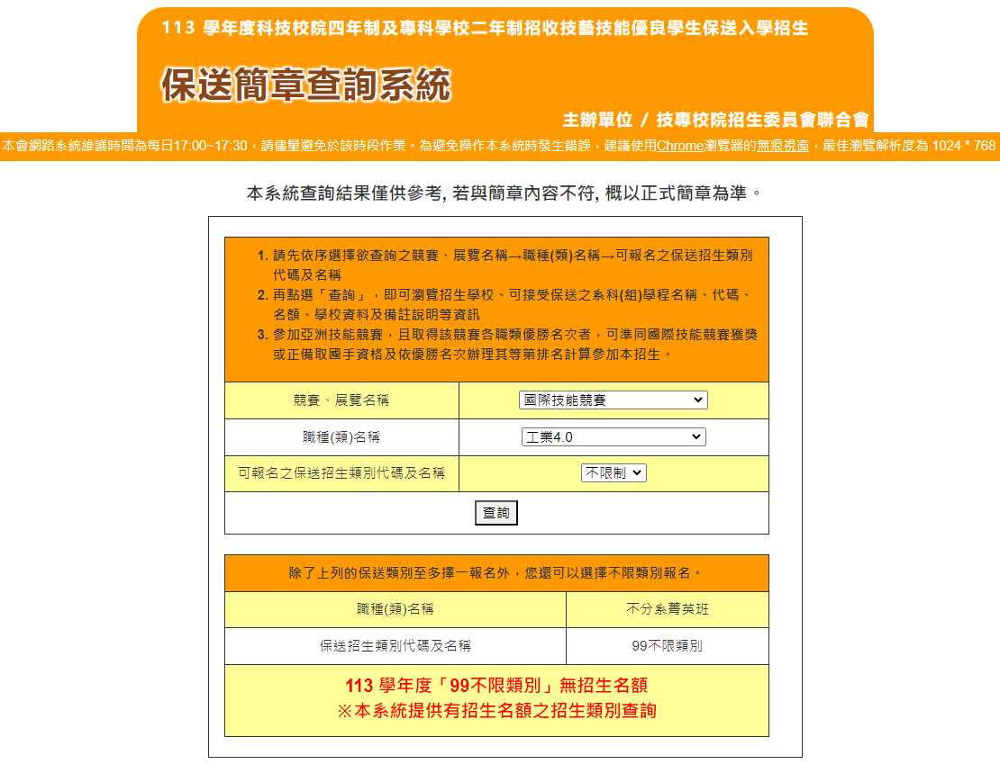 113 學年度科技校院四年制及專科學校二年制招收技藝技能優良學生保送入學招生
保送簡章查詢系統
主辦單位 / 技專校院招生委員會聯合會
本會網路系統維護時間為每日17:00~17:30，請儘量避免於該時段作業。為避免操作本系統時發生錯誤，建議使用Chrome瀏覽器的無痕視窗，最佳瀏覽解析度為 1024 * 768
本系統查詢結果僅供參考, 若與簡章內容不符, 概以正式簡章為準。
1. 請先依序選擇欲查詢之競賽、展覽名稱→職種(類)名稱→可報名之保送招生類別
代碼及名稱
2. 再點選「查詢」，即可瀏覽招生學校、可接受保送之系科(組)學程名稱、代碼、
名額、學校資料及備註說明等資訊
3. 參加亞洲技能競賽，且取得該競賽各職類優勝名次者，可準同國際技能競賽獲獎
或正備取國手資格及依優勝名次辦理其等第排名計算參加本招生。
競賽、展覽名稱 國際技能競賽
職種(類)名稱 工業4.0
可報名之保送招生類別代碼及名稱 不限制
查詢
除了上列的保送類別至多擇一報名外，您還可以選擇不限類別報名。
職種(類)名稱 不分系菁英班
保送招生類別代碼及名稱 99不限類別
113 學年度「99不限類別」無招生名額
※本系統提供有招生名額之招生類別查詢